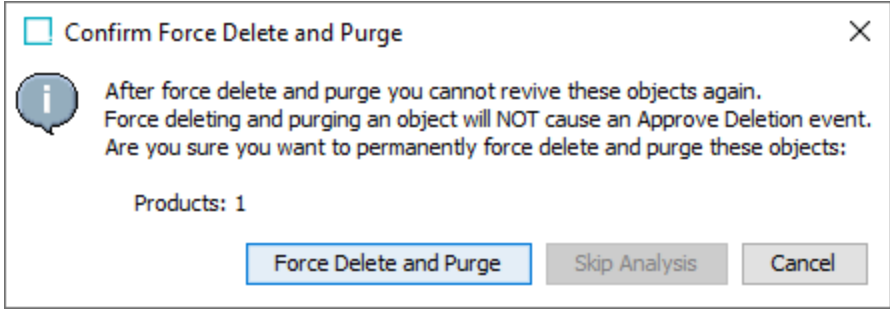 Confirm Force Delete and Purge
i
After force delete and purge you cannot revive these objects again.
Force deleting and purging an object will NOT cause an Approve Deletion event.
Are you sure you want to permanently force delete and purge these objects:
Products: 1
Force Delete and Purge
Skip Analysis
Cancel